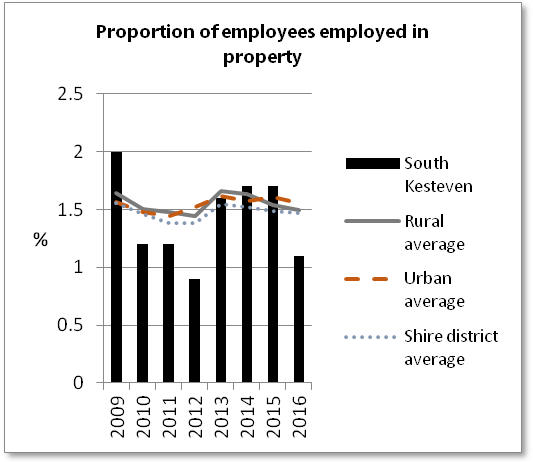 Proportion of employees employed in
property
2.5
2
1.5
1
0.5
0
%
2009
2010
2011
2012
2013
2014
2015
2016
South
Kesteven
Rural
average
Urban
average
Shire district
average